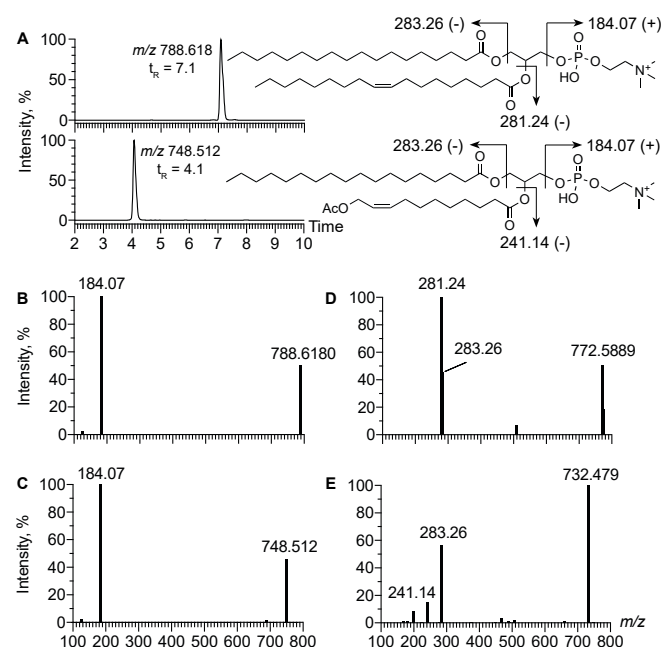 A
Intensity, %
100
50
0
m/z 788.618
tR = 7.1
283.26 (-)
184.07 (+)
O
O
O
O
O
P
O
HO
N+
281.24 (-)
100
50
0
m/z 748.512
tR = 4.1
283.26 (-)
184.07 (+)
O
O
O
O
O
P
O
HO
N+
AcO
O
241.14 (-)
2 3 4 5 6 7 8 9 10 Time
B
Intensity, %
100
80
60
40
20
0
184.07
788.6180
D
100
80
60
40
20
0
281.24
283.26
772.5889
C
Intensity, %
100
80
60
40
20
0
184.07
748.512
100 200 300 400 500 600 700 800
E
100
80
60
40
20
0
732.479
283.26
241.14
m/z
100 200 300 400 500 600 700 800